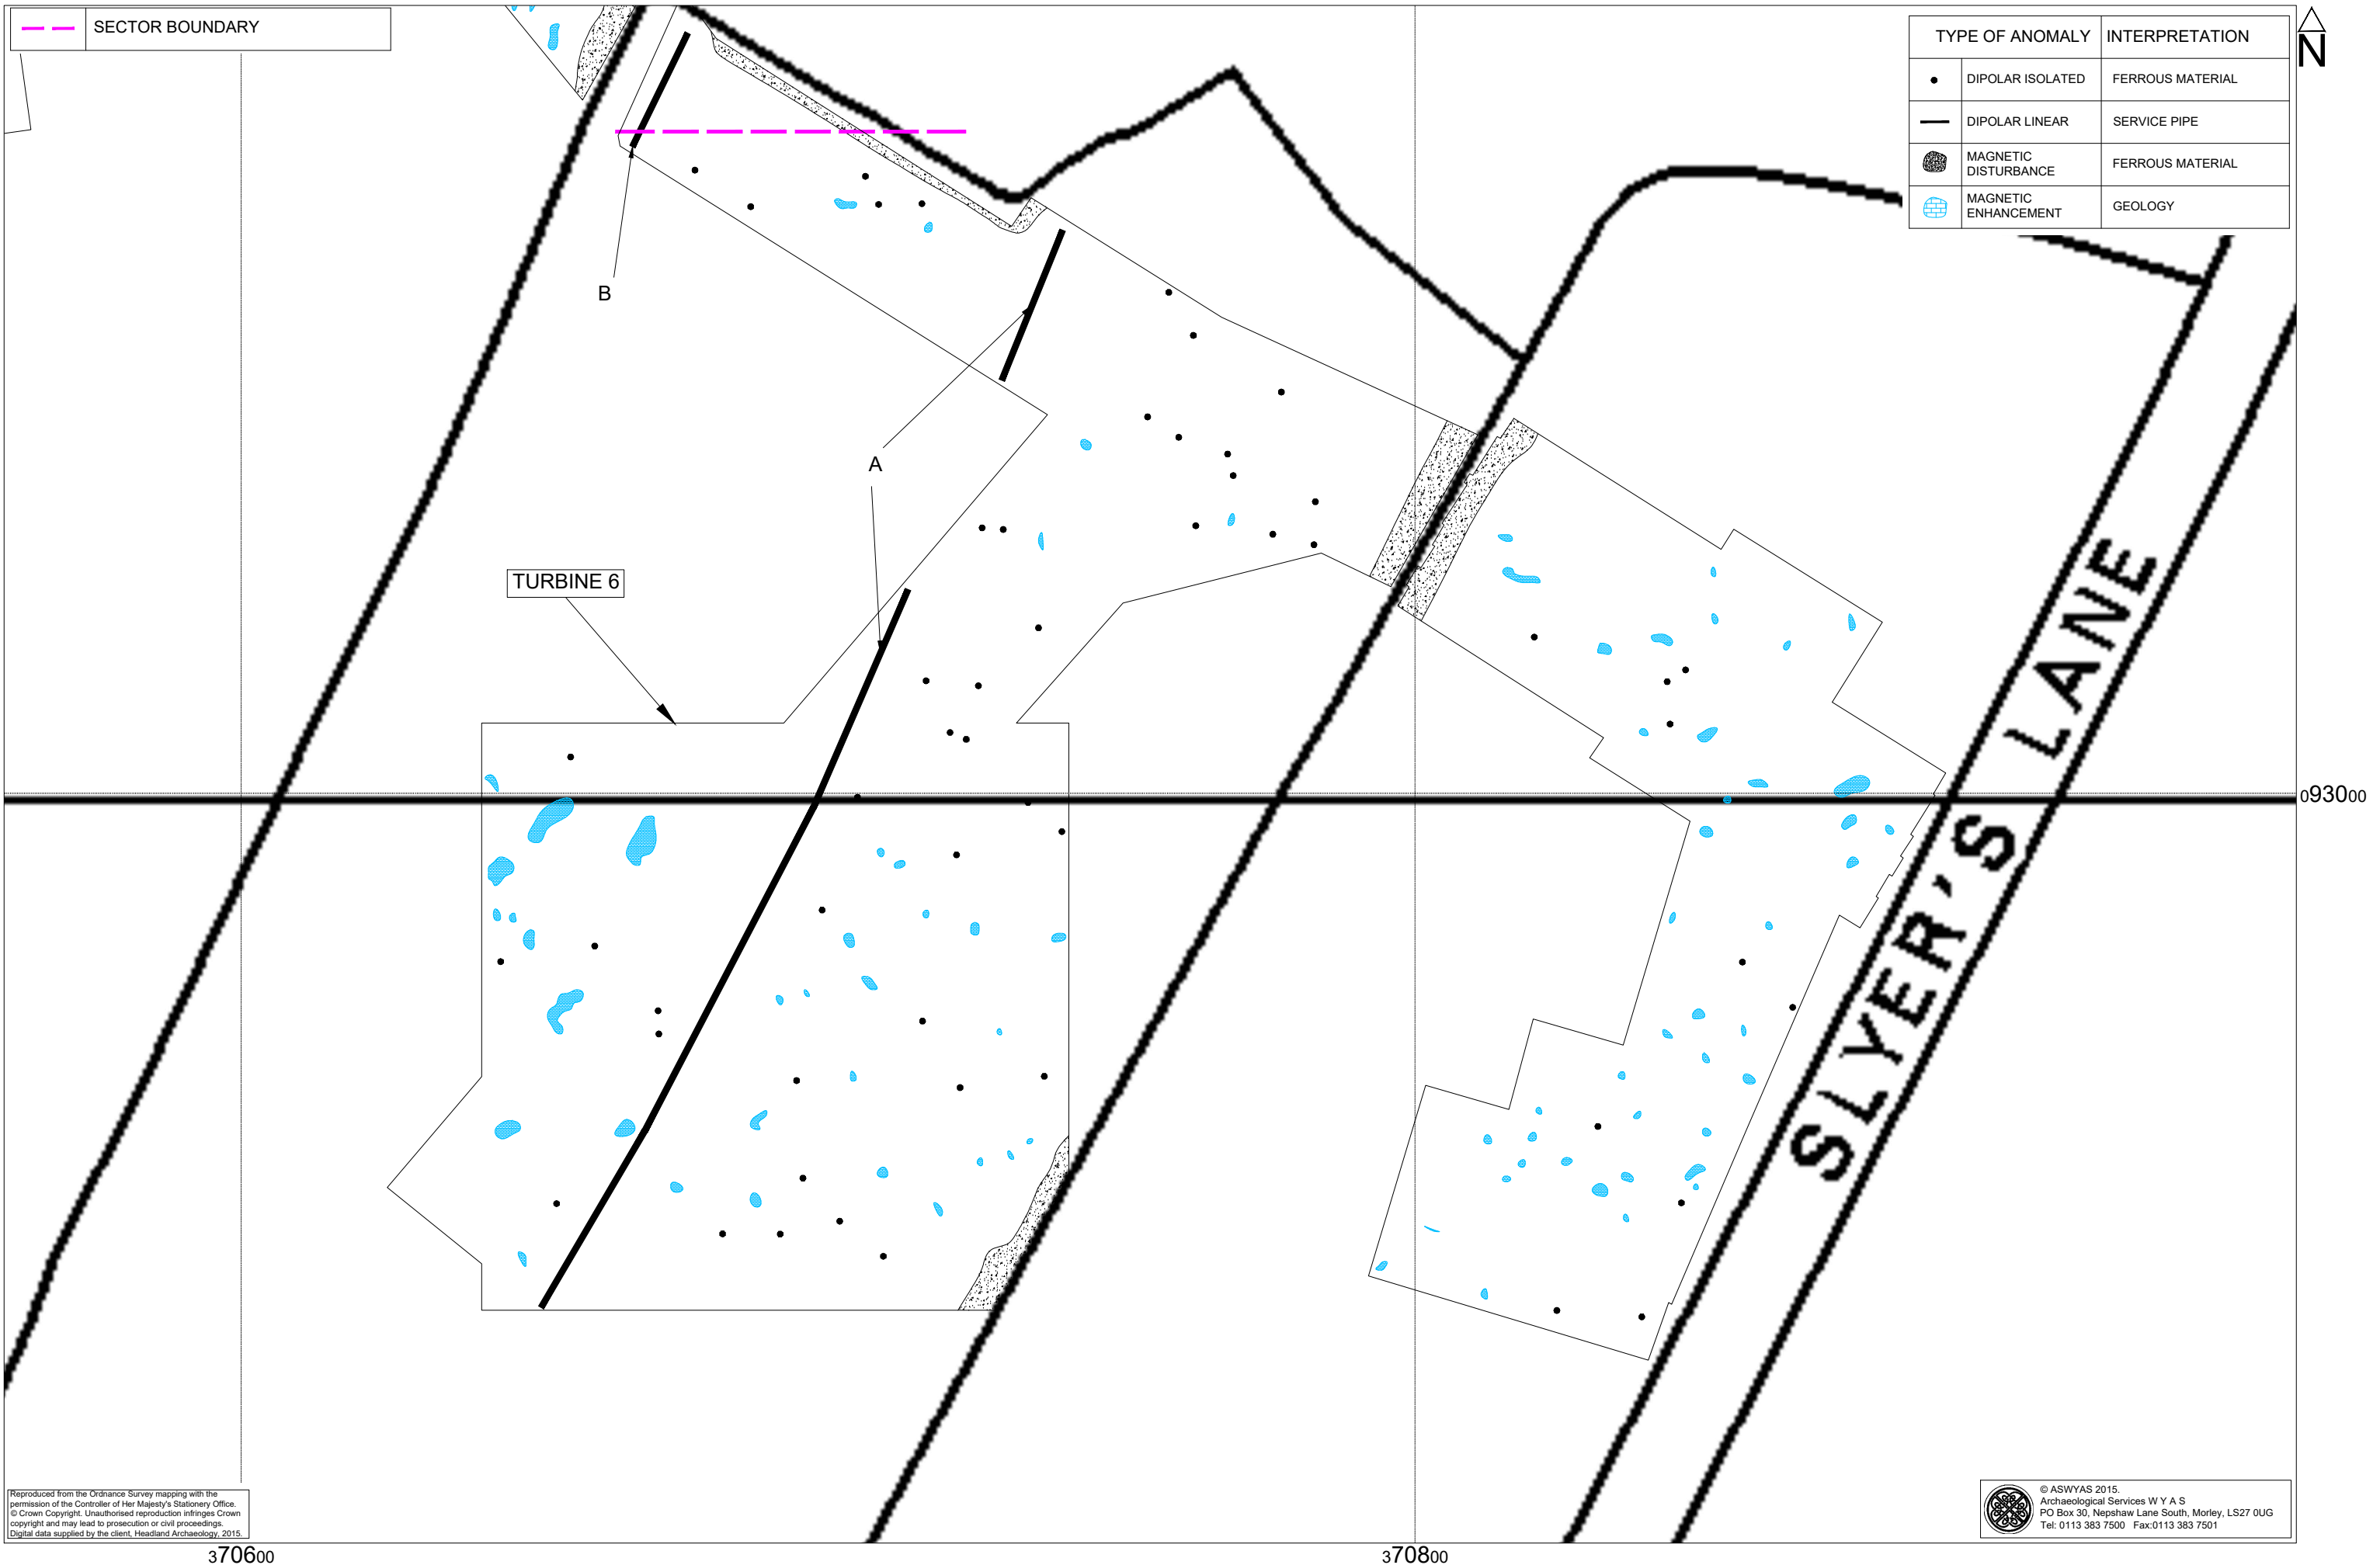 SECTOR BOUNDARY
N
TYPE OF ANOMALY INTERPRETATION
DIPOLAR ISOLATED FERROUS MATERIAL
DIPOLAR LINEAR SERVICE PIPE
MAGNETIC
DISTURBANCE
FERROUS MATERIAL
MAGNETIC
ENHANCEMENT
GEOLOGY
B
A
TURBINE 6
SLYER'S LANE
093000
Reproduced from the Ordnance Survey mapping with the
permission of the Controller of Her Majesty's Stationery Office.
© Crown Copyright. Unauthorised reproduction infringes Crown
copyright and may lead to prosecution or civil proceedings.
Digital data supplied by the client, Headland Archaeology, 2015.
© ASWYAS 2015.
Archaeological Services W Y A S
PO Box 30, Nepshaw Lane South, Morley, LS27 0UG
Tel: 0113 383 7500 Fax:0113 383 7501
370600
370800